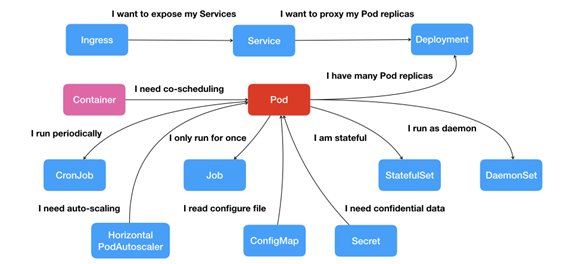 I want to expose my Services
I want to proxy my Pod replicas
Ingress
Service
Deployment
I have many Pod replicas
I need co-scheduling
Container
Pod
I run periodically
I only run for once
I am stateful
I run as daemon
CronJob
Job
StatefulSet
DaemonSet
I need auto-scaling
I read configure file
I need confidential data
Horizontal
PodAutoscaler
ConfigMap
Secret